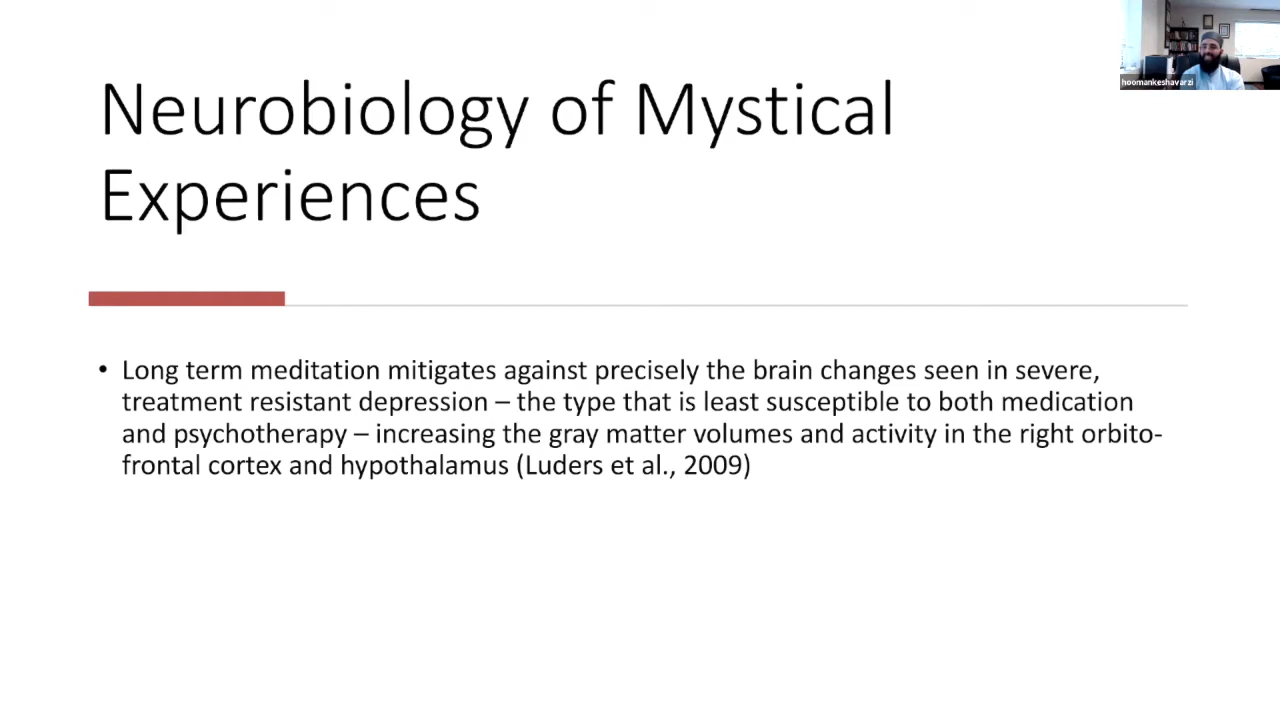 Neurobiology of Mystical
Experiences
hoomankeshavarzi
• Long term meditation mitigates against precisely the brain changes seen in severe,
treatment resistant depression – the type that is least susceptible to both medication
and psychotherapy – increasing the gray matter volumes and activity in the right orbito-
frontal cortex and hypothalamus (Luders et al., 2009)